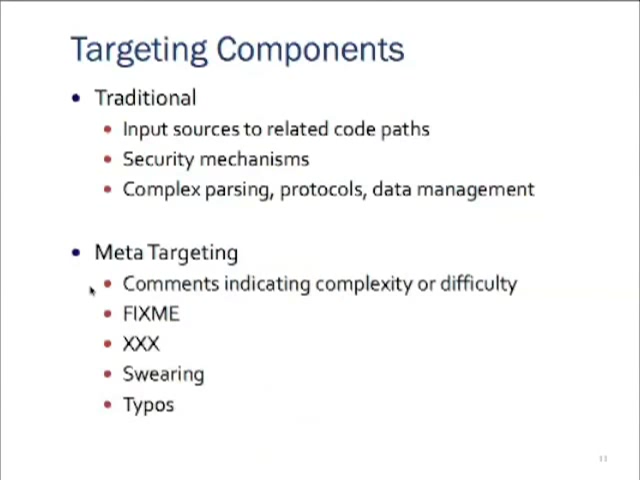 Targeting Components
• Traditional
• Input sources to related code paths
• Security mechanisms
• Complex parsing, protocols, data management
• Meta Targeting
• Comments indicating complexity or difficulty
• FIXME
• XXX
• Swearing
• Typos